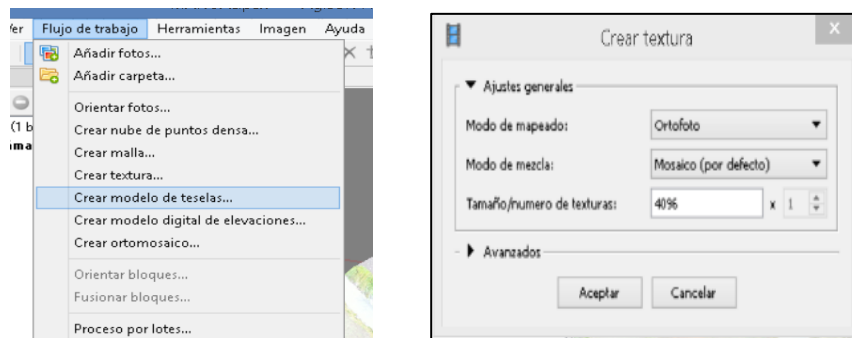 Ver Flujo de trabajo Herramientas Imagen Ayuda
Añadir fotos...
Añadir carpeta...
Orientar fotos...
(1 b
Crear nube de puntos densa...
Crear malla...
Crear textura...
Crear modelo de teselas...
Crear modelo digital de elevaciones...
Crear ortomosaico...
Orientar bloques...
Fusionar bloques...
Proceso por lotes...
Crear textura
x
Ajustes generales
Modo de mapeado: Ortofoto
Modo de mezcla: Mosaico (por defecto)
Tamaño/numero de texturas: 4096 x 1
Avanzados
Aceptar Cancelar